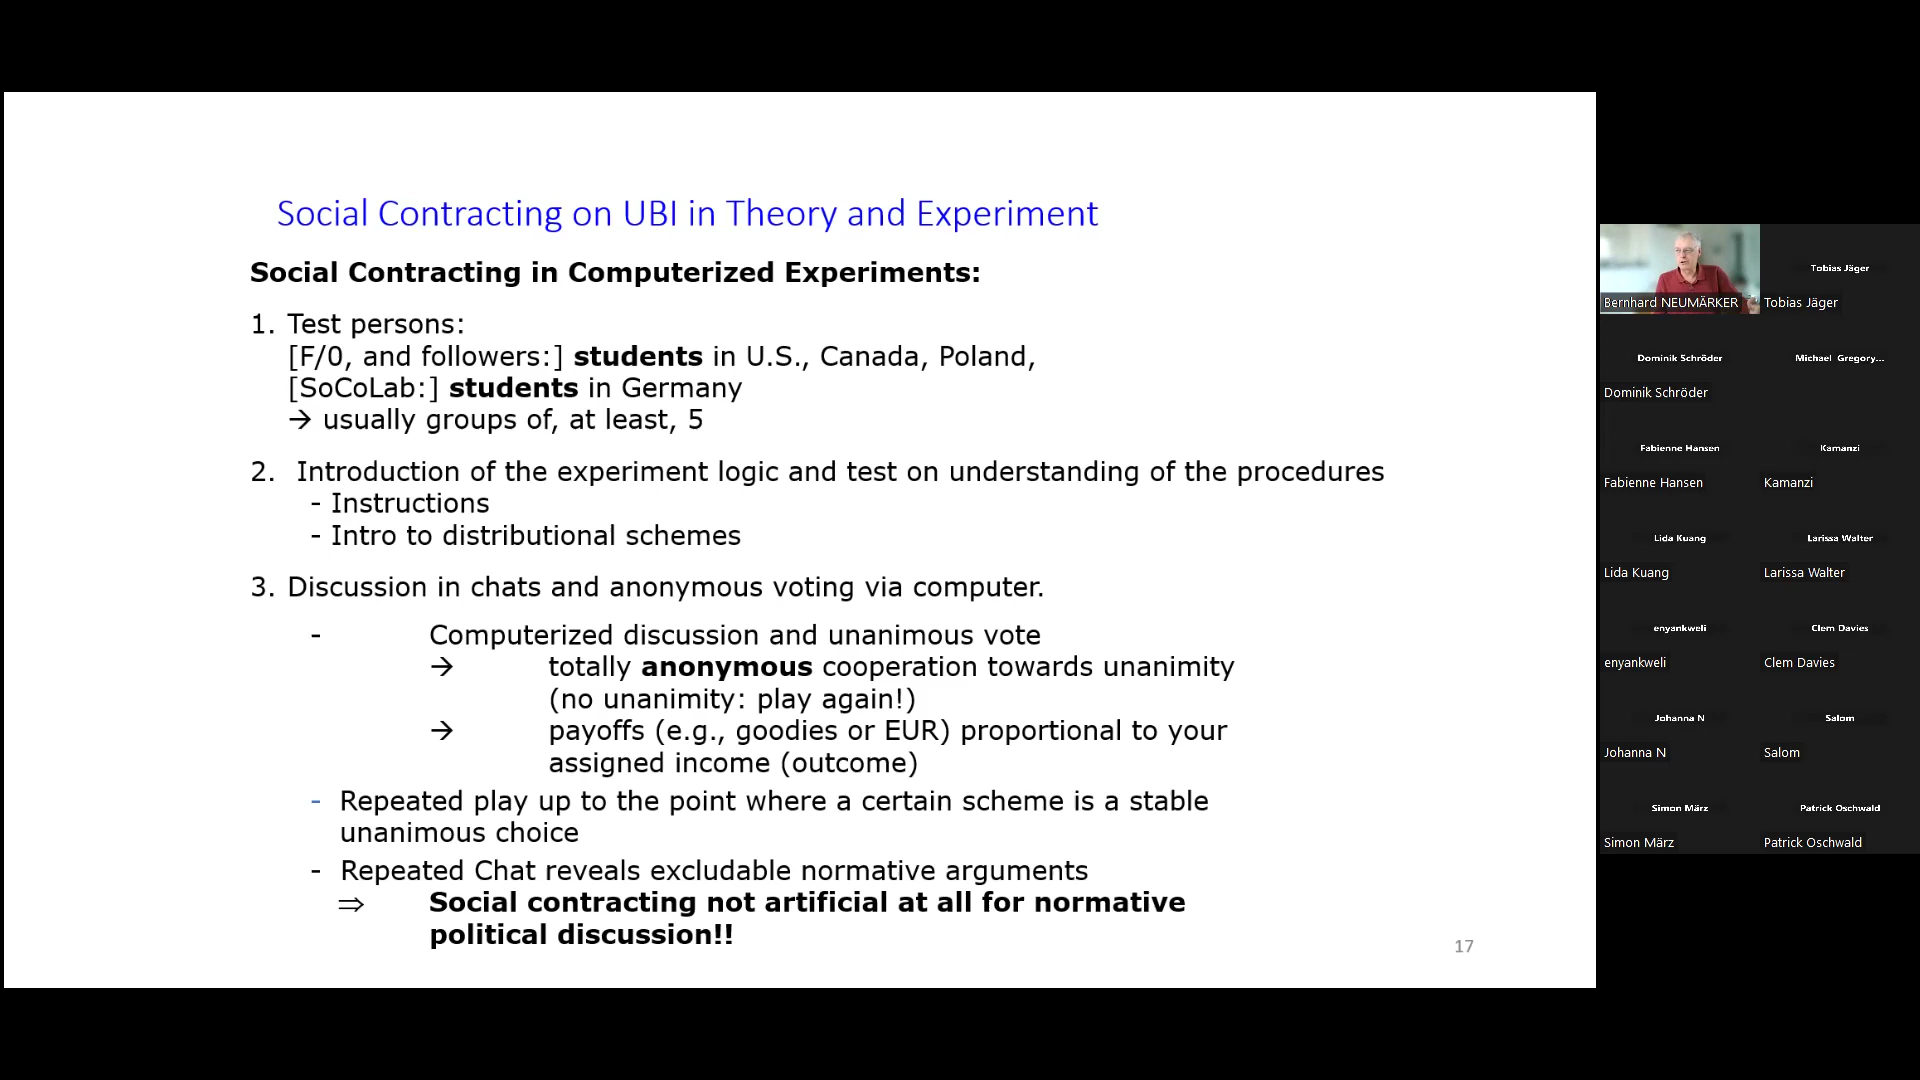 Social Contracting on UBI in Theory and Experiment
Social Contracting in Computerized Experiments:
1. Test persons:
[F/0, and followers:] students in U.S., Canada, Poland,
[SoCoLab:] students in Germany
→ usually groups of, at least, 5
2. Introduction of the experiment logic and test on understanding of the procedures
- Instructions
- Intro to distributional schemes
3. Discussion in chats and anonymous voting via computer.
- Computerized discussion and unanimous vote
→ totally anonymous cooperation towards unanimity
(no unanimity: play again!)
→ payoffs (e.g., goodies or EUR) proportional to your
assigned income (outcome)
- Repeated play up to the point where a certain scheme is a stable
unanimous choice
- Repeated Chat reveals excludable normative arguments
⇒ Social contracting not artificial at all for normative
political discussion!!
17
Bernhard NEUMÄRKER
Tobias Jäger
Tobias Jäger
Dominik Schröder
Dominik Schröder
Michael Gregory...
Fabienne Hansen
Fabienne Hansen
Kamanzi
Kamanzi
Lida Kuang
Lida Kuang
Larissa Walter
Larissa Walter
enyankweli
enyankweli
Clem Davies
Clem Davies
Johanna N
Johanna N
Salom
Salom
Simon März
Simon März
Patrick Oschwald
Patrick Oschwald